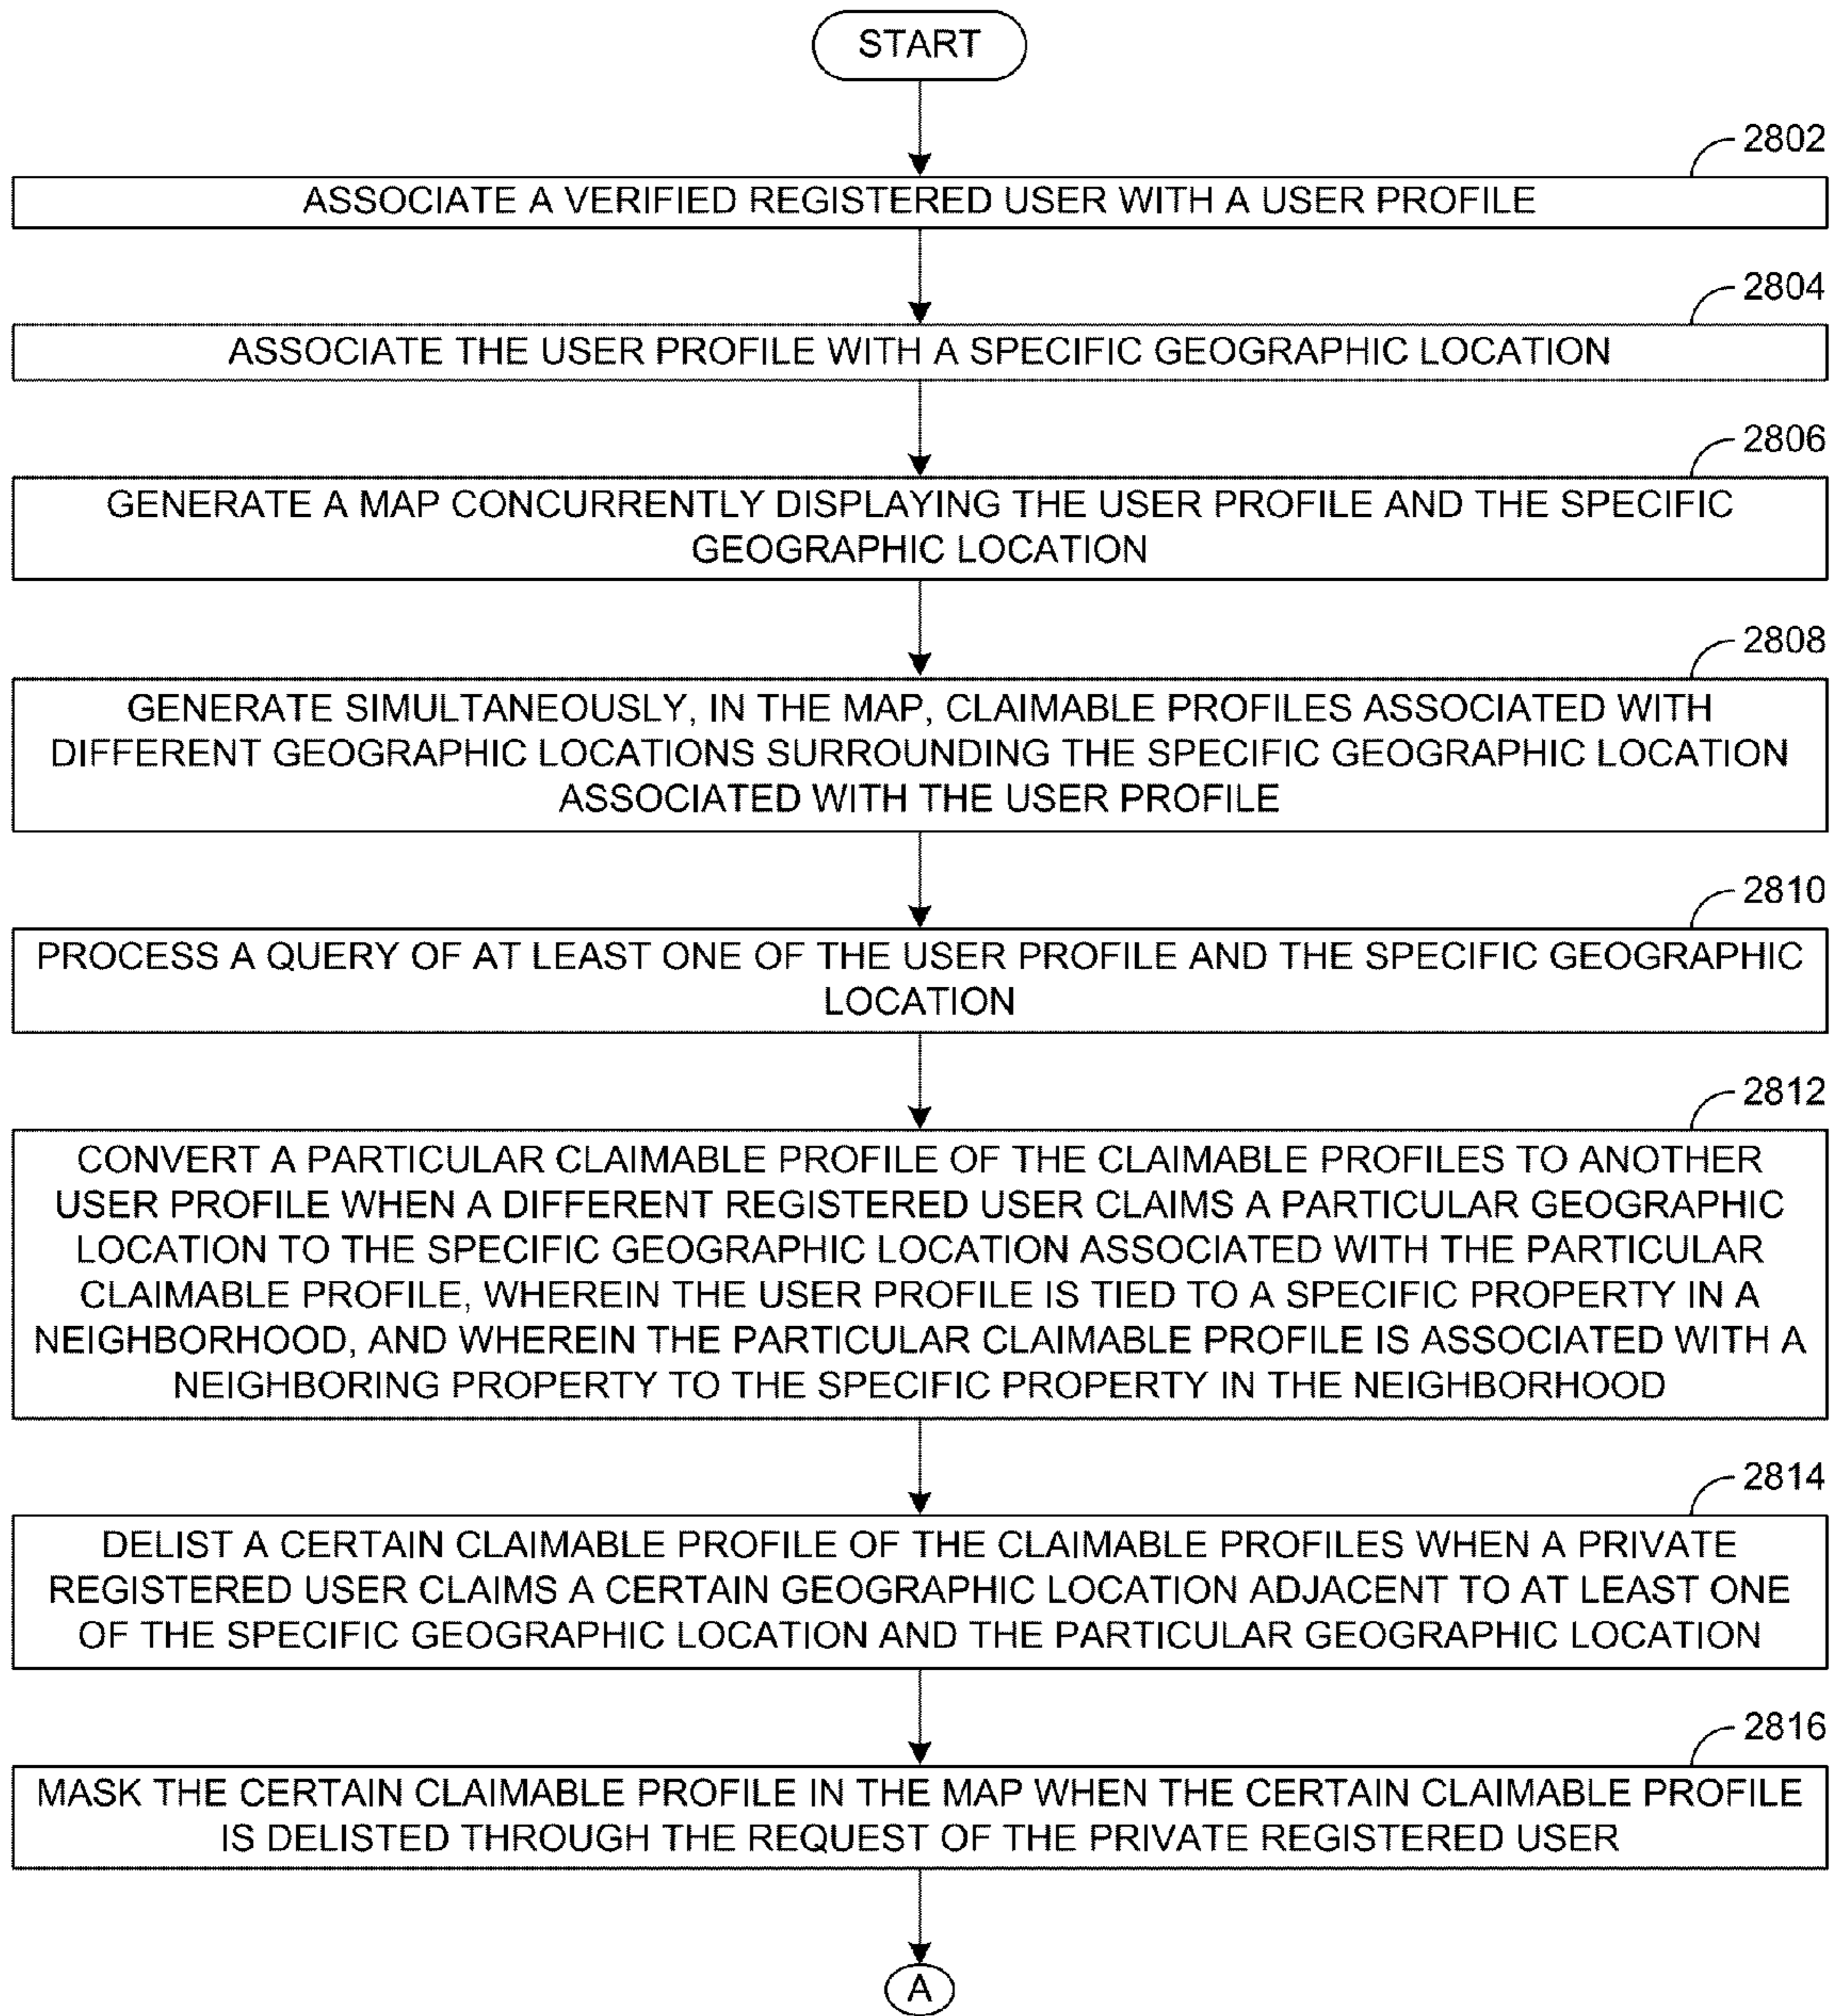 START
2802
ASSOCIATE A VERIFIED REGISTERED USER WITH A USER PROFILE
2804
ASSOCIATE THE USER PROFILE WITH A SPECIFIC GEOGRAPHIC LOCATION
2806
GENERATE A MAP CONCURRENTLY DISPLAYING THE USER PROFILE AND THE SPECIFIC
GEOGRAPHIC LOCATION
2808
GENERATE SIMULTANEOUSLY, IN THE MAP, CLAIMABLE PROFILES ASSOCIATED WITH
DIFFERENT GEOGRAPHIC LOCATIONS SURROUNDING THE SPECIFIC GEOGRAPHIC LOCATION
ASSOCIATED WITH THE USER PROFILE
2810
PROCESS A QUERY OF AT LEAST ONE OF THE USER PROFILE AND THE SPECIFIC GEOGRAPHIC
LOCATION
2812
CONVERT A PARTICULAR CLAIMABLE PROFILE OF THE CLAIMABLE PROFILES TO ANOTHER
USER PROFILE WHEN A DIFFERENT REGISTERED USER CLAIMS A PARTICULAR GEOGRAPHIC
LOCATION TO THE SPECIFIC GEOGRAPHIC LOCATION ASSOCIATED WITH THE PARTICULAR
CLAIMABLE PROFILE, WHEREIN THE USER PROFILE IS TIED TO A SPECIFIC PROPERTY IN A
NEIGHBORHOOD, AND WHEREIN THE PARTICULAR CLAIMABLE PROFILE IS ASSOCIATED WITH A
NEIGHBORING PROPERTY TO THE SPECIFIC PROPERTY IN THE NEIGHBORHOOD
2814
DELIST A CERTAIN CLAIMABLE PROFILE OF THE CLAIMABLE PROFILES WHEN A PRIVATE
REGISTERED USER CLAIMS A CERTAIN GEOGRAPHIC LOCATION ADJACENT TO AT LEAST ONE
OF THE SPECIFIC GEOGRAPHIC LOCATION AND THE PARTICULAR GEOGRAPHIC LOCATION
2816
MASK THE CERTAIN CLAIMABLE PROFILE IN THE MAP WHEN THE CERTAIN CLAIMABLE PROFILE
IS DELISTED THROUGH THE REQUEST OF THE PRIVATE REGISTERED USER
A